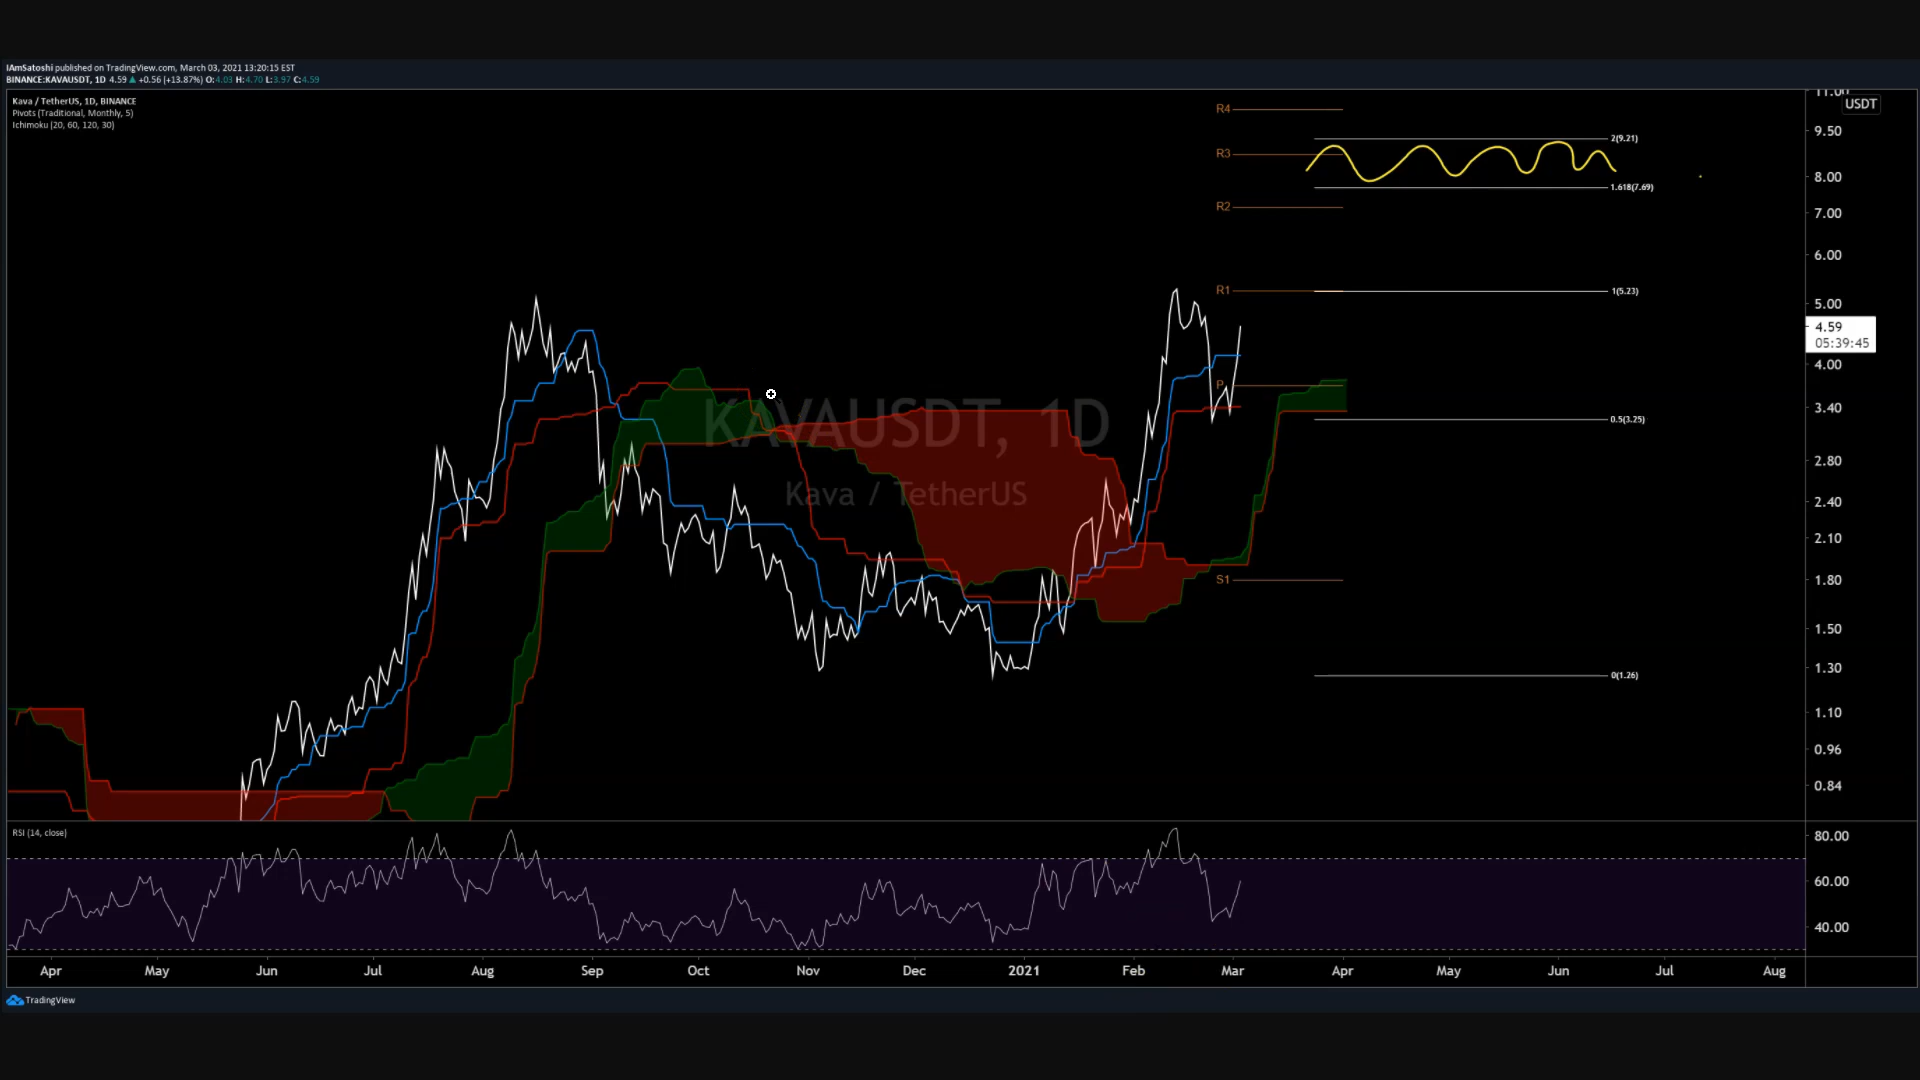 IAmSatoshi published on TradingView.com, March 03, 2021 13:20:15 EST
BINANCE:KAVAUSDT, 1D 4.59 ▲ +0.56 (+13.87%) O:4.03 H:4.70 L:3.97 C:4.59
Kava / TetherUS, 1D, BINANCE
Pivots (Traditional, Monthly, 5)
Ichimoku (20, 60, 120, 30)
KAVAUSDT, 1D
Kava / TetherUS
R4
R3
R2
R1
P
S1
2(9.21)
1.618(7.69)
1(5.23)
0.5(3.25)
0(1.26)
11.00
USDT
9.50
8.00
7.00
6.00
5.00
4.59
05:39:45
4.00
3.40
2.80
2.40
2.10
1.80
1.50
1.30
1.10
0.96
0.84
RSI (14, close)
80.00
60.00
40.00
Apr May Jun Jul Aug Sep Oct Nov Dec 2021 Feb Mar Apr May Jun Jul Aug
TradingView